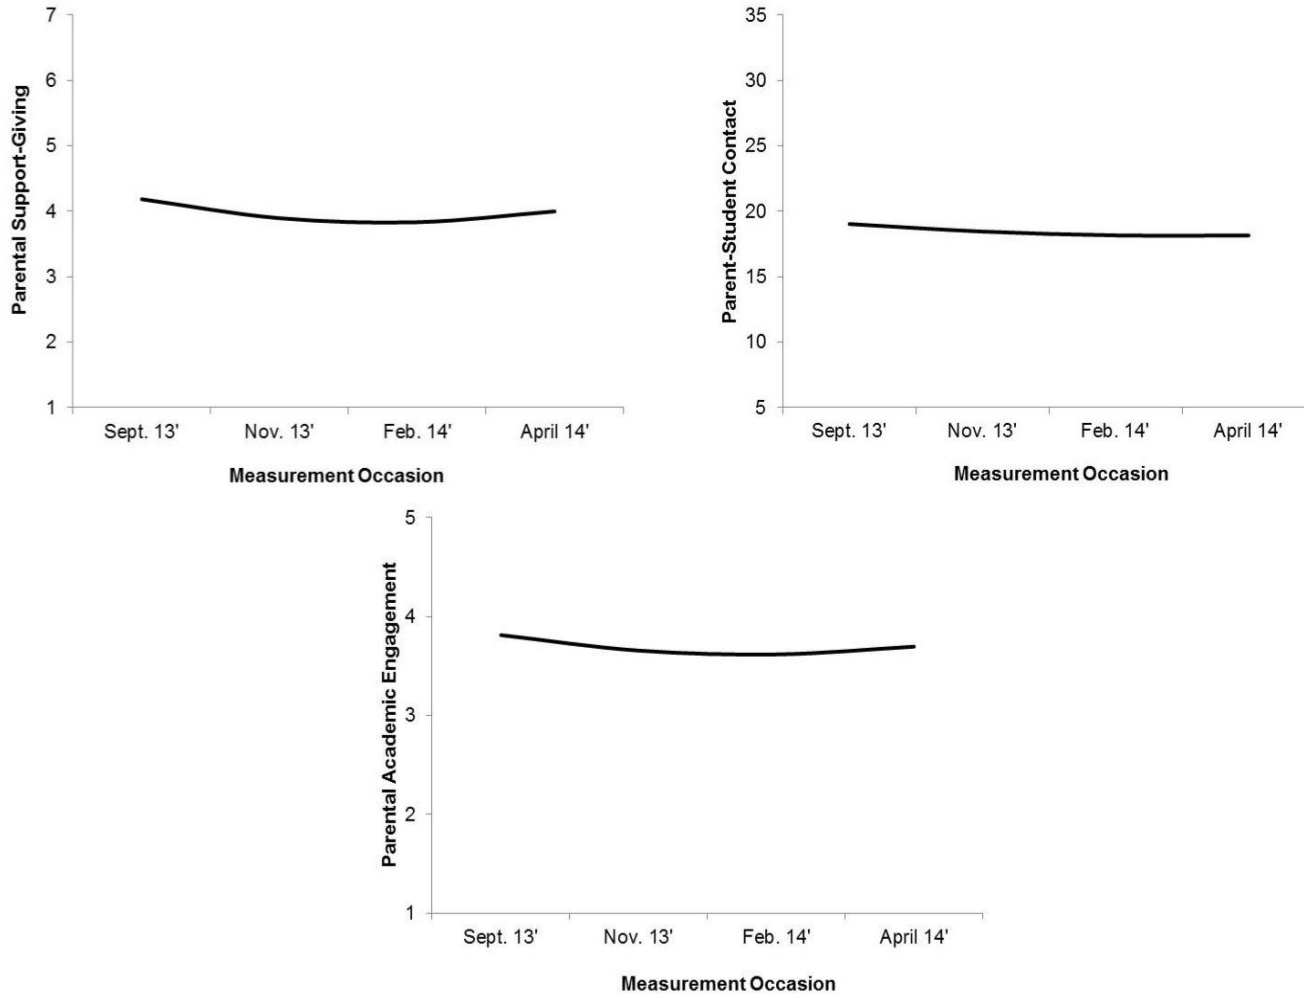 7
6
5
4
3
2
1
Parental Support-Giving
Sept. 13'
Nov. 13'
Feb. 14'
April 14'
Measurement Occasion
35
30
25
20
15
10
5
Parent-Student Contact
Sept. 13'
Nov. 13'
Feb. 14'
April 14'
Measurement Occasion
5
4
3
2
1
Parental Academic Engagement
Sept. 13'
Nov. 13'
Feb. 14'
April 14'
Measurement Occasion